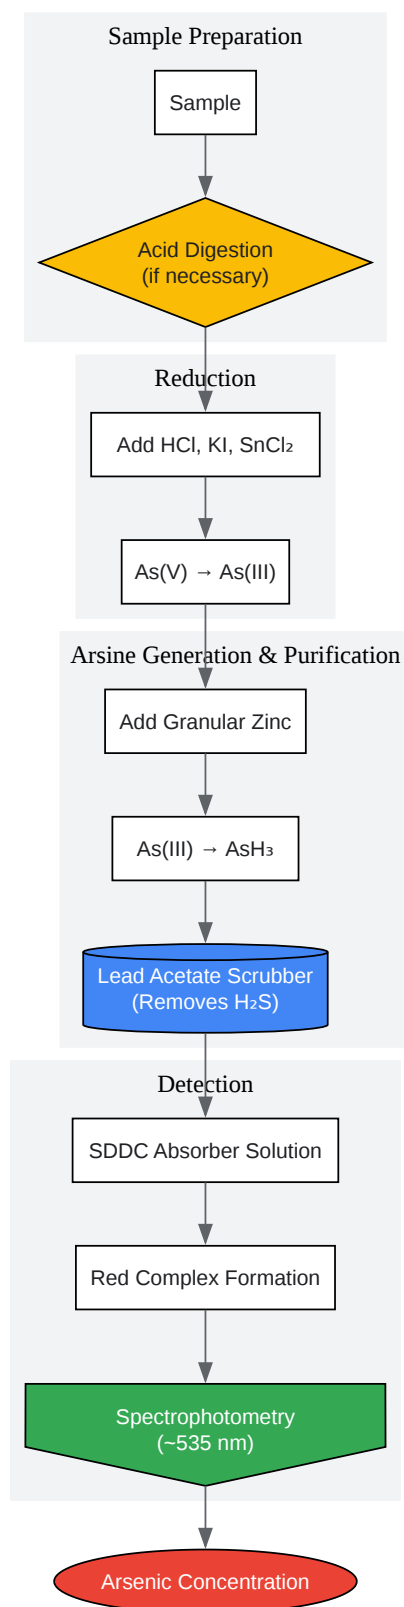 Sample Preparation
Sample
Acid Digestion
(if necessary)
Reduction
Add HCl, KI, SnCl₂
As(V) → As(III)
Arsine Generation & Purification
Add Granular Zinc
As(III) → AsH₃
Lead Acetate Scrubber
(Removes H₂S)
Detection
SDDC Absorber Solution
Red Complex Formation
Spectrophotometry
(~535 nm)
Arsenic Concentration